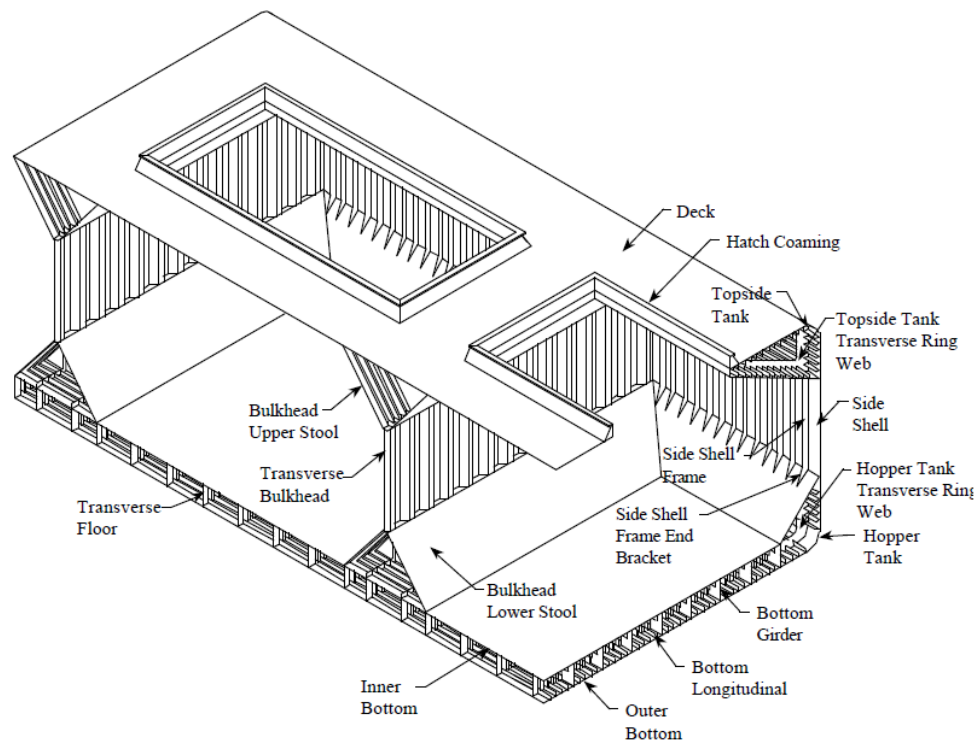 Deck
Hatch Coaming
Topside
Tank
Topside Tank
Transverse Ring
Web
Side
Shell
Bulkhead
Upper Stool
Side Shell
Frame
Transverse
Bulkhead
Hopper Tank
Transverse Ring
Web
Transverse
Floor
Side Shell
Frame End
Bracket
Hopper
Tank
Bulkhead
Lower Stool
Bottom
Girder
Bottom
Longitudinal
Inner
Bottom
Outer
Bottom